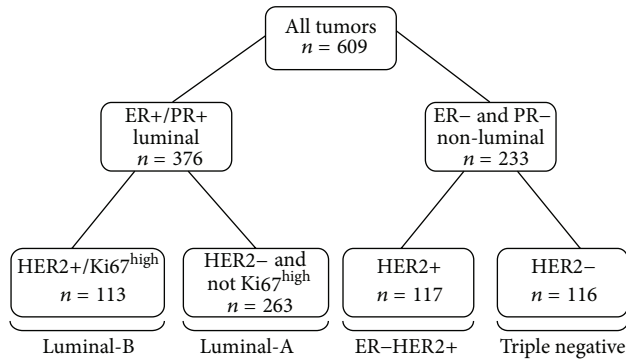 All tumors
n = 609
ER+/PR+
luminal
n = 376
ER− and PR−
non-luminal
n = 233
HER2+/Ki67high
n = 113
HER2− and
not Ki67high
n = 263
HER2+
n = 117
HER2−
n = 116
Luminal-B
Luminal-A
ER−HER2+
Triple negative